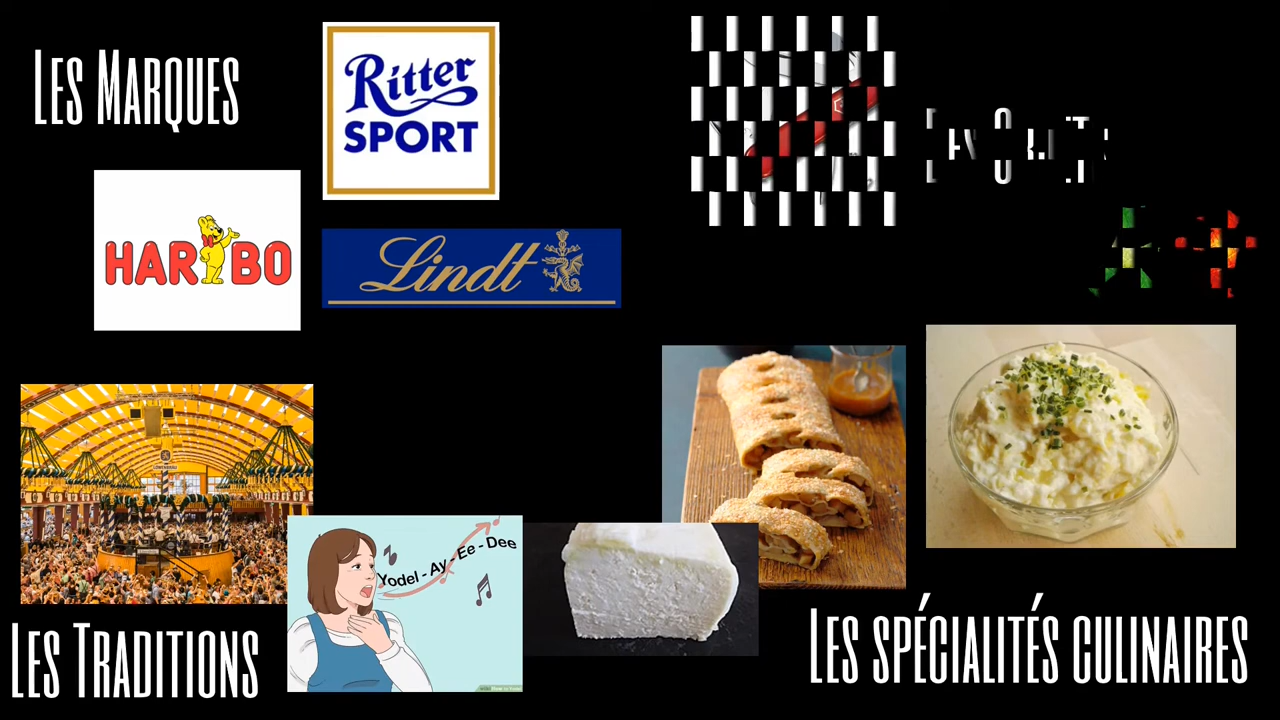 Les Marques
Ritter
SPORT
HARIBO
Lindt
Yodel - Ay - Ee - Dee
Les Traditions
Les spécialités culinaires